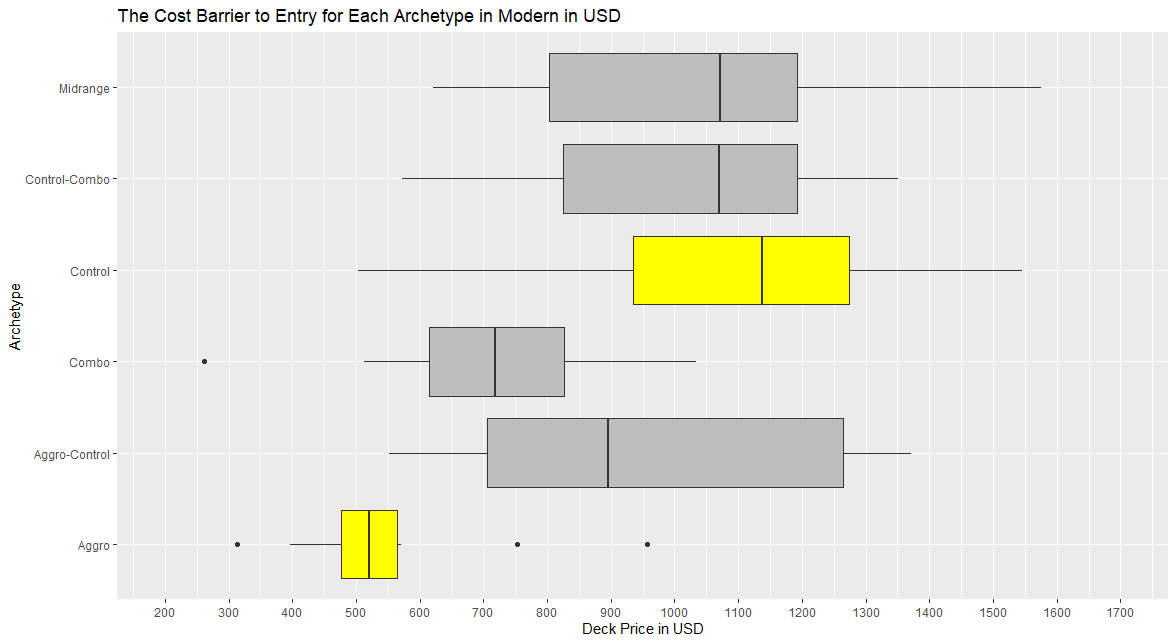 The Cost Barrier to Entry for Each Archetype in Modern in USD
Archetype
Midrange
Control-Combo
Control
Combo
Aggro-Control
Aggro
200 300 400 500 600 700 800 900 1000 1100 1200 1300 1400 1500 1600 1700
Deck Price in USD